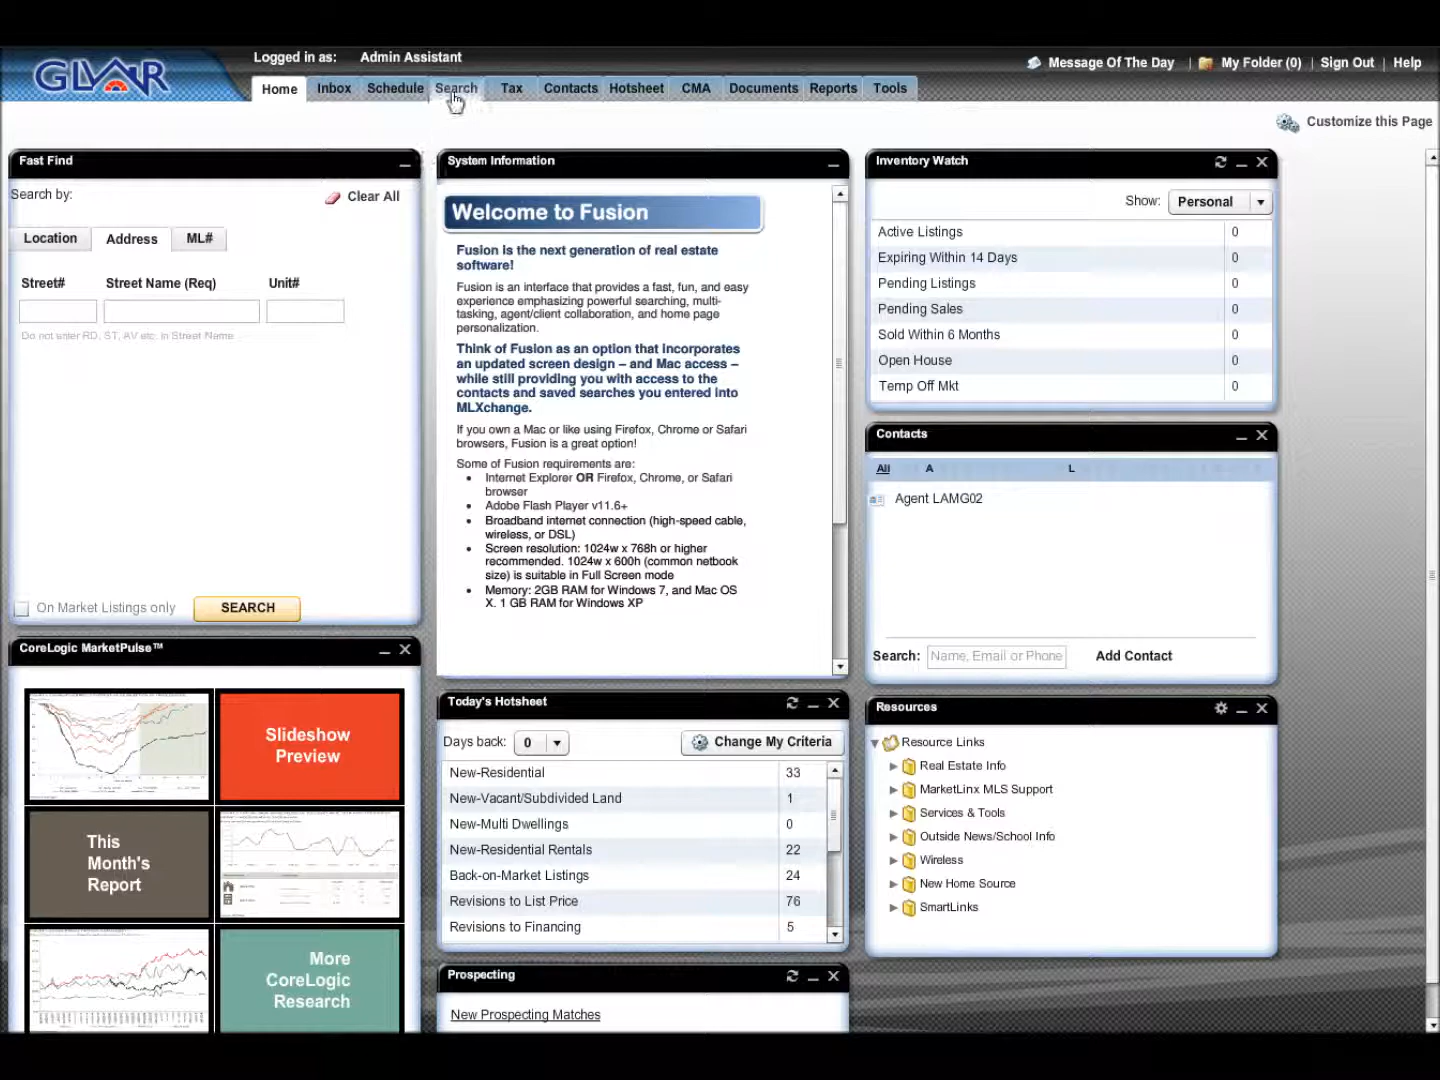 GLVAR
Logged in as: Admin Assistant
Message Of The Day | My Folder (0) | Sign Out | Help
Home Inbox Schedule Search Tax Contacts Hotsheet CMA Documents Reports Tools
Customize this Page
Fast Find
Search by:
Clear All
Location Address ML#
Street# Street Name (Req) Unit#
Do not enter RD, ST, AV etc. in Street Name
On Market Listings only
SEARCH
CoreLogic MarketPulse™
Slideshow
Preview
This
Month's
Report
More
CoreLogic
Research
System Information
Welcome to Fusion
Fusion is the next generation of real estate
software!
Fusion is an interface that provides a fast, fun, and easy
experience emphasizing powerful searching, multi-
tasking, agent/client collaboration, and home page
personalization.
Think of Fusion as an option that incorporates
an updated screen design – and Mac access –
while still providing you with access to the
contacts and saved searches you entered into
MLXchange.
If you own a Mac or like using Firefox, Chrome or Safari
browsers, Fusion is a great option!
Some of Fusion requirements are:
• Internet Explorer OR Firefox, Chrome, or Safari
browser
• Adobe Flash Player v11.6+
• Broadband internet connection (high-speed cable,
wireless, or DSL)
• Screen resolution: 1024w x 768h or higher
recommended. 1024w x 600h (common netbook
size) is suitable in Full Screen mode
• Memory: 2GB RAM for Windows 7, and Mac OS
X. 1 GB RAM for Windows XP
Today's Hotsheet
Days back: 0
Change My Criteria
New-Residential 33
New-Vacant/Subdivided Land 1
New-Multi Dwellings 0
New-Residential Rentals 22
Back-on-Market Listings 24
Revisions to List Price 76
Revisions to Financing 5
Prospecting
New Prospecting Matches
Inventory Watch
Show: Personal
Active Listings 0
Expiring Within 14 Days 0
Pending Listings 0
Pending Sales 0
Sold Within 6 Months 0
Open House 0
Temp Off Mkt 0
Contacts
All A L
Agent LAMG02
Search: Name, Email or Phone Add Contact
Resources
Resource Links
Real Estate Info
MarketLinx MLS Support
Services & Tools
Outside News/School Info
Wireless
New Home Source
SmartLinks